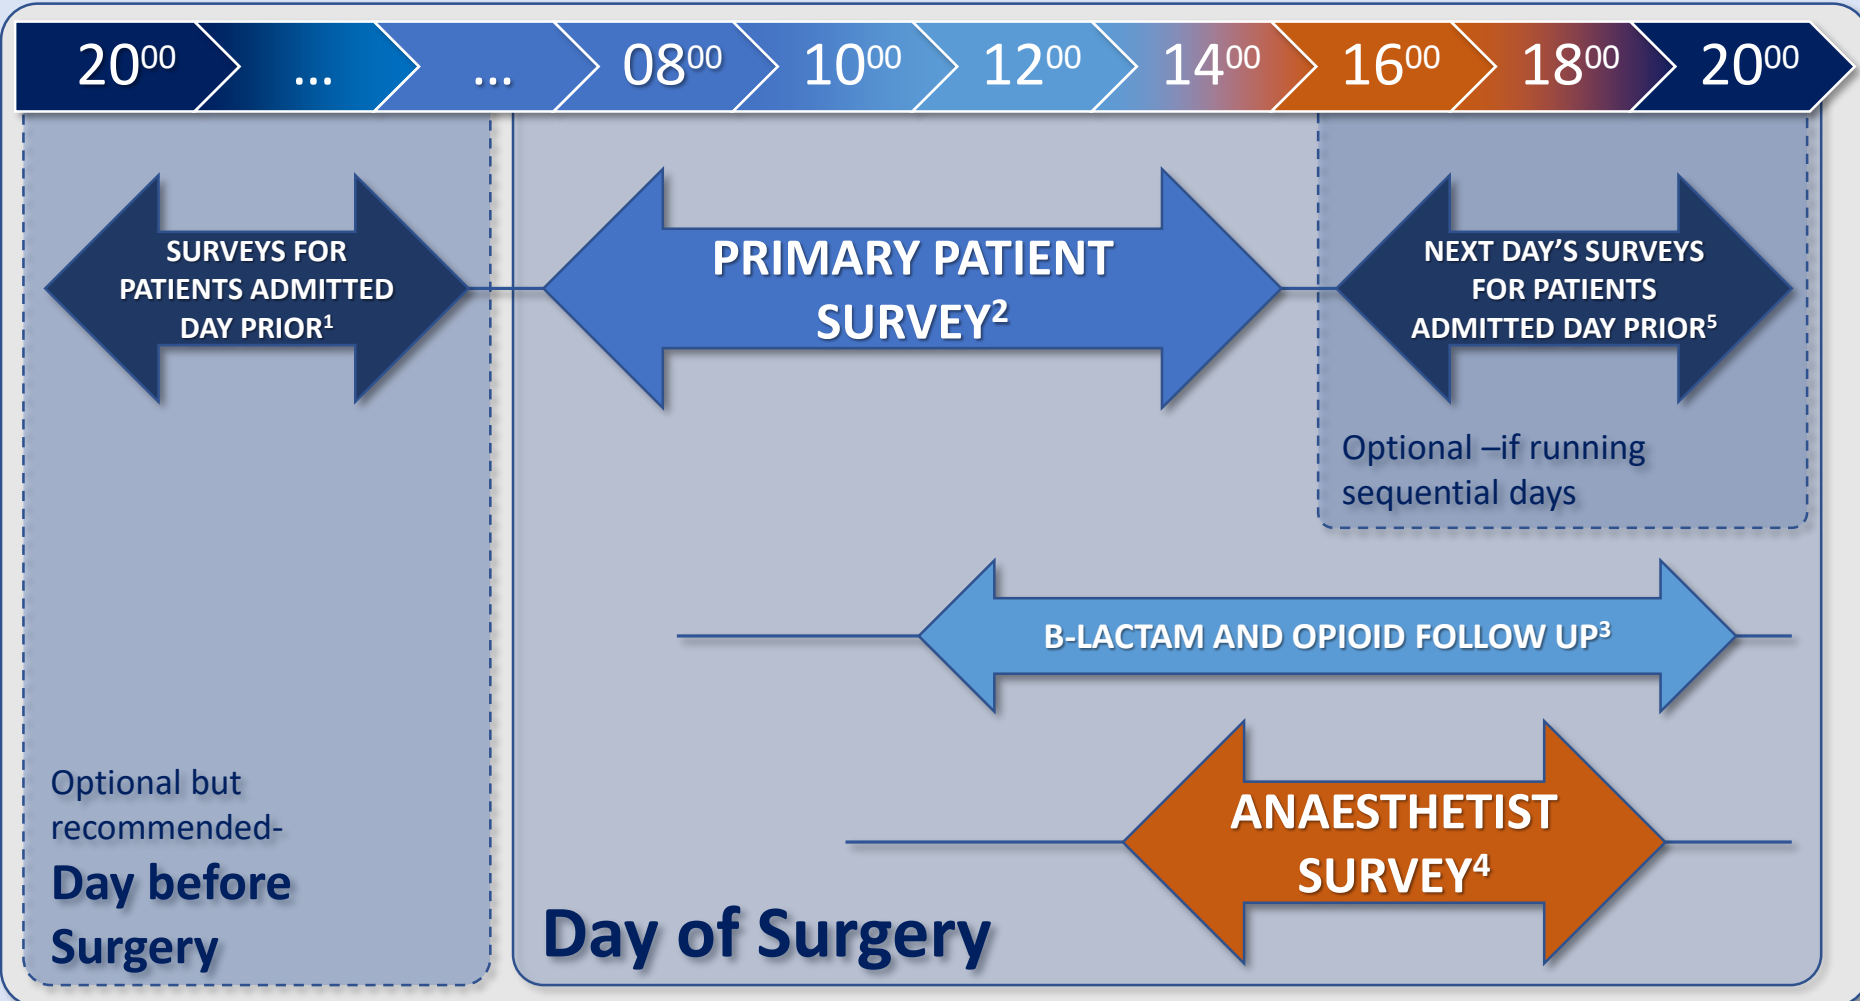 20⁰⁰ ... ... 08⁰⁰ 10⁰⁰ 12⁰⁰ 14⁰⁰ 16⁰⁰ 18⁰⁰ 20⁰⁰
SURVEYS FOR
PATIENTS ADMITTED
DAY PRIOR¹
PRIMARY PATIENT
SURVEY²
NEXT DAY’S SURVEYS
FOR PATIENTS
ADMITTED DAY PRIOR⁵
Optional –if running
sequential days
B-LACTAM AND OPIOID FOLLOW UP³
ANAESTHETIST
SURVEY⁴
Optional but
recommended-
Day before
Surgery
Day of Surgery